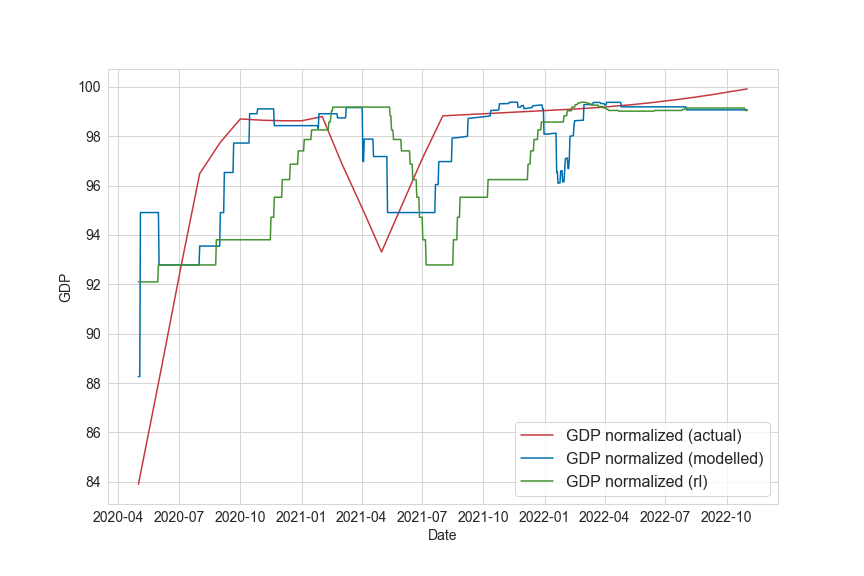 100
98
96
94
92
90
88
86
84
GDP
GDP normalized (actual)
GDP normalized (modelled)
GDP normalized (rl)
2020-04 2020-07 2020-10 2021-01 2021-04 2021-07 2021-10 2022-01 2022-04 2022-07 2022-10
Date